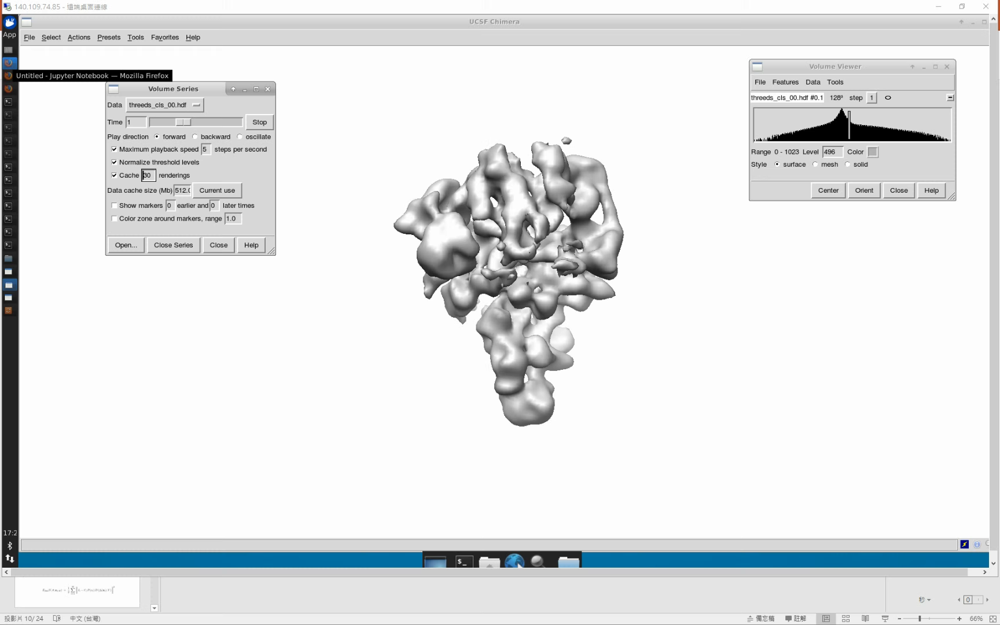 140.109.74.85 - 遠端桌面連線
UCSF Chimera
App
File Select Actions Presets Tools Favorites Help
Untitled - Jupyter Notebook — Mozilla Firefox
Volume Series
Data threeds_cls_00.hdf
Time 1 Stop
Play direction forward backward oscillate
Maximum playback speed 5 steps per second
Normalize threshold levels
Cache 30 renderings
Data cache size (Mb) 512.0 Current use
Show markers 0 earlier and 0 later times
Color zone around markers, range 1.0
Open... Close Series Close Help
Volume Viewer
File Features Data Tools
threeds_cls_00.hdf #0.1 128³ step 1
Range 0 - 1023 Level 496 Color
Style surface mesh solid
Center Orient Close Help
17:2
$_
秒 0
投影片 10/ 24 中文 (台灣) 備忘稿 註解 66%